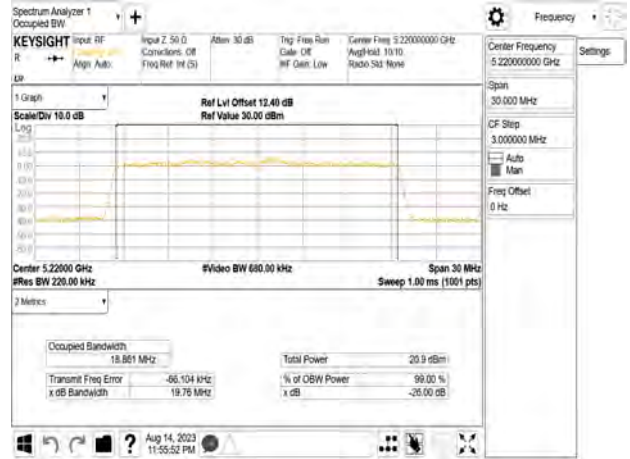 Spectrum Analyzer 1
Occupied BW
+
Frequency
KEYSIGHT
Input: RF
Input Z: 50 Ω
Atten: 30 dB
Trig: Free Run
Center Freq: 5.220000000 GHz
R
Align: Auto
Corrections: Off
Freq Ref: Int (S)
Gate: Off
#IF Gain: Low
Avg|Hold: 10/10
Radio Std: None
Center Frequency
5.220000000 GHz
Settings
Span
30.000 MHz
CF Step
3.000000 MHz
Auto
Man
Freq Offset
0 Hz
1 Graph
Scale/Div 10.0 dB
Ref Lvl Offset 12.40 dB
Ref Value 30.00 dBm
Log
Center 5.22000 GHz
#Res BW 220.00 kHz
#Video BW 680.00 kHz
Span 30 MHz
Sweep 1.00 ms (1001 pts)
2 Metrics
Occupied Bandwidth
18.861 MHz
Total Power
20.9 dBm
Transmit Freq Error
-66.104 kHz
% of OBW Power
99.00 %
x dB Bandwidth
19.76 MHz
x dB
-26.00 dB
?
Aug 14, 2023
11:55:52 PM